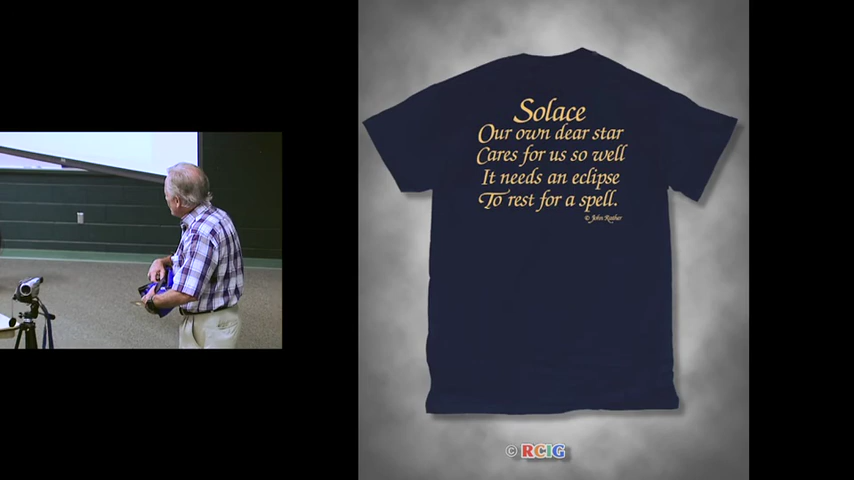 Solace
Our own dear star
Cares for us so well
It needs an eclipse
To rest for a spell.
© John Rather
© RCIG